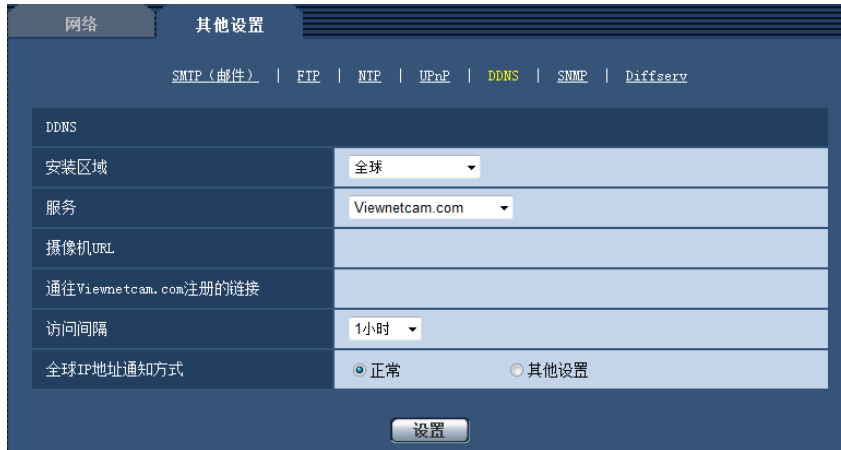 网络 其他设置
SMTP（邮件） | FTP | NTP | UPnP | DDNS | SNMP | Diffserv
DDNS
安装区域 全球
服务 Viewnetcam.com
摄像机URL
通往Viewnetcam.com注册的链接
访问间隔 1小时
全球IP地址通知方式 正常 其他设置
设置